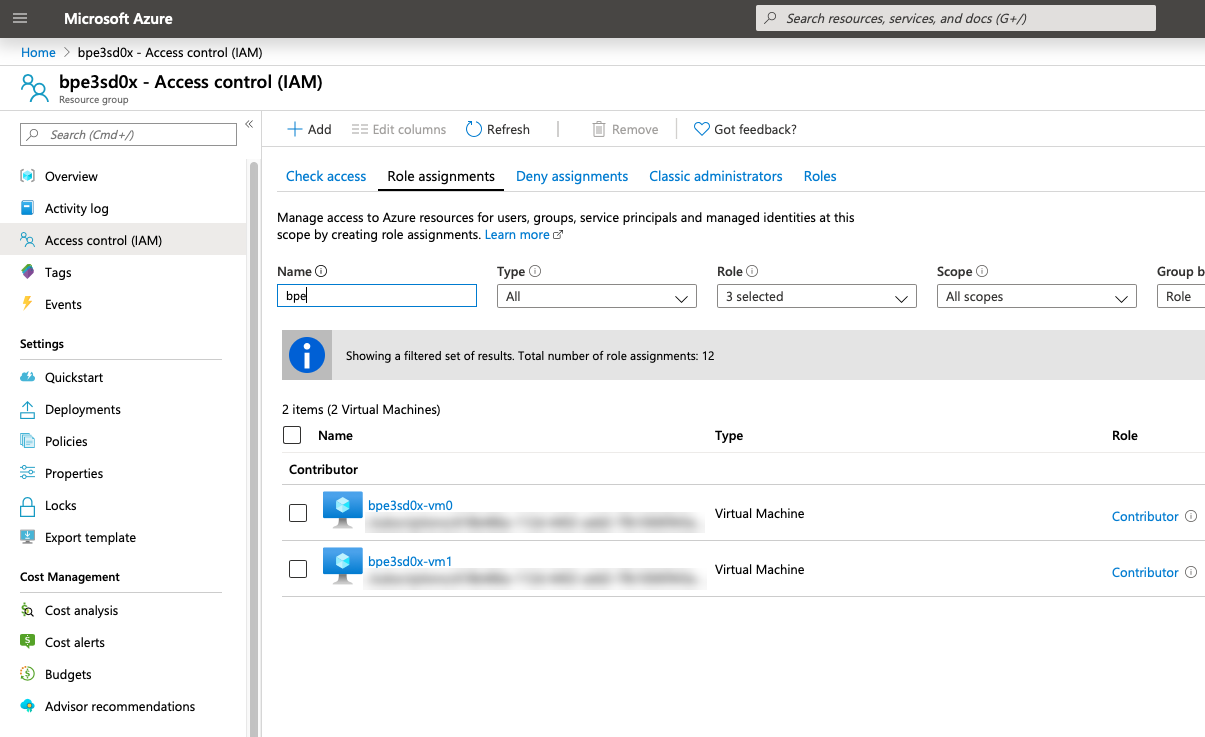 Microsoft Azure
Search resources, services, and docs (G+/)
Home > bpe3sd0x - Access control (IAM)
bpe3sd0x - Access control (IAM)
Resource group
Search (Cmd+/)
Overview
Activity log
Access control (IAM)
Tags
Events
Settings
Quickstart
Deployments
Policies
Properties
Locks
Export template
Cost Management
Cost analysis
Cost alerts
Budgets
Advisor recommendations
Add Edit columns Refresh Remove Got feedback?
Check access Role assignments Deny assignments Classic administrators Roles
Manage access to Azure resources for users, groups, service principals and managed identities at this
scope by creating role assignments. Learn more
Name Type Role Scope Group b
bpe All 3 selected All scopes Role
Showing a filtered set of results. Total number of role assignments: 12
2 items (2 Virtual Machines)
Name Type Role
Contributor
bpe3sd0x-vm0 Virtual Machine Contributor
bpe3sd0x-vm1 Virtual Machine Contributor